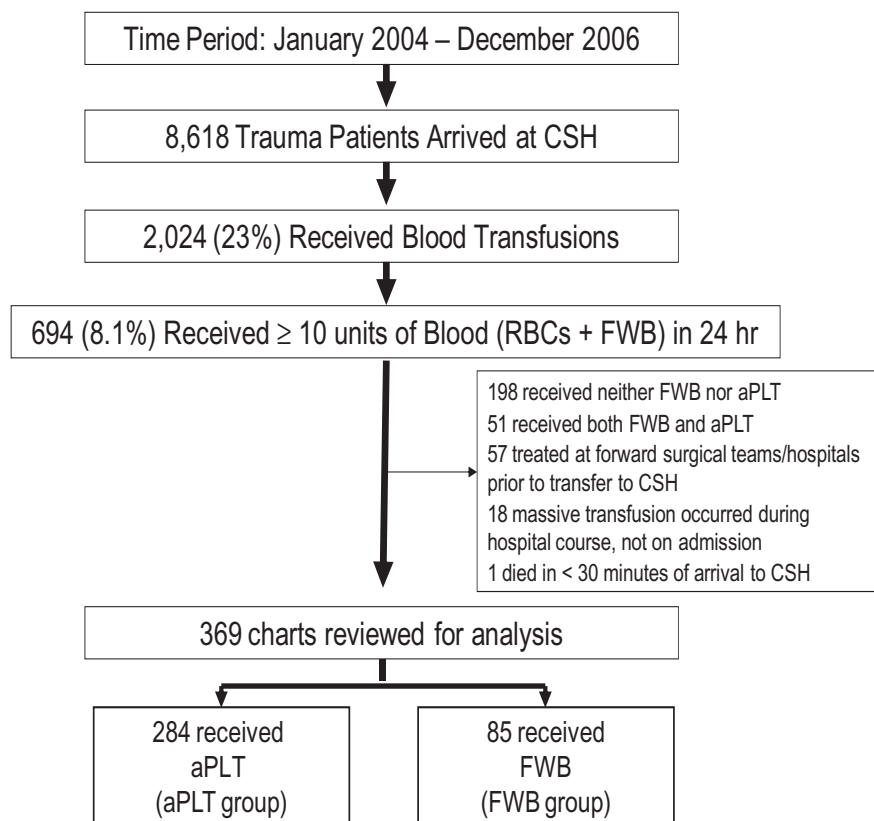 Time Period: January 2004 – December 2006
8,618 Trauma Patients Arrived at CSH
2,024 (23%) Received Blood Transfusions
694 (8.1%) Received ≥ 10 units of Blood (RBCs + FWB) in 24 hr
198 received neither FWB nor aPLT
51 received both FWB and aPLT
57 treated at forward surgical teams/hospitals
prior to transfer to CSH
18 massive transfusion occurred during
hospital course, not on admission
1 died in < 30 minutes of arrival to CSH
369 charts reviewed for analysis
284 received
aPLT
(aPLT group)
85 received
FWB
(FWB group)